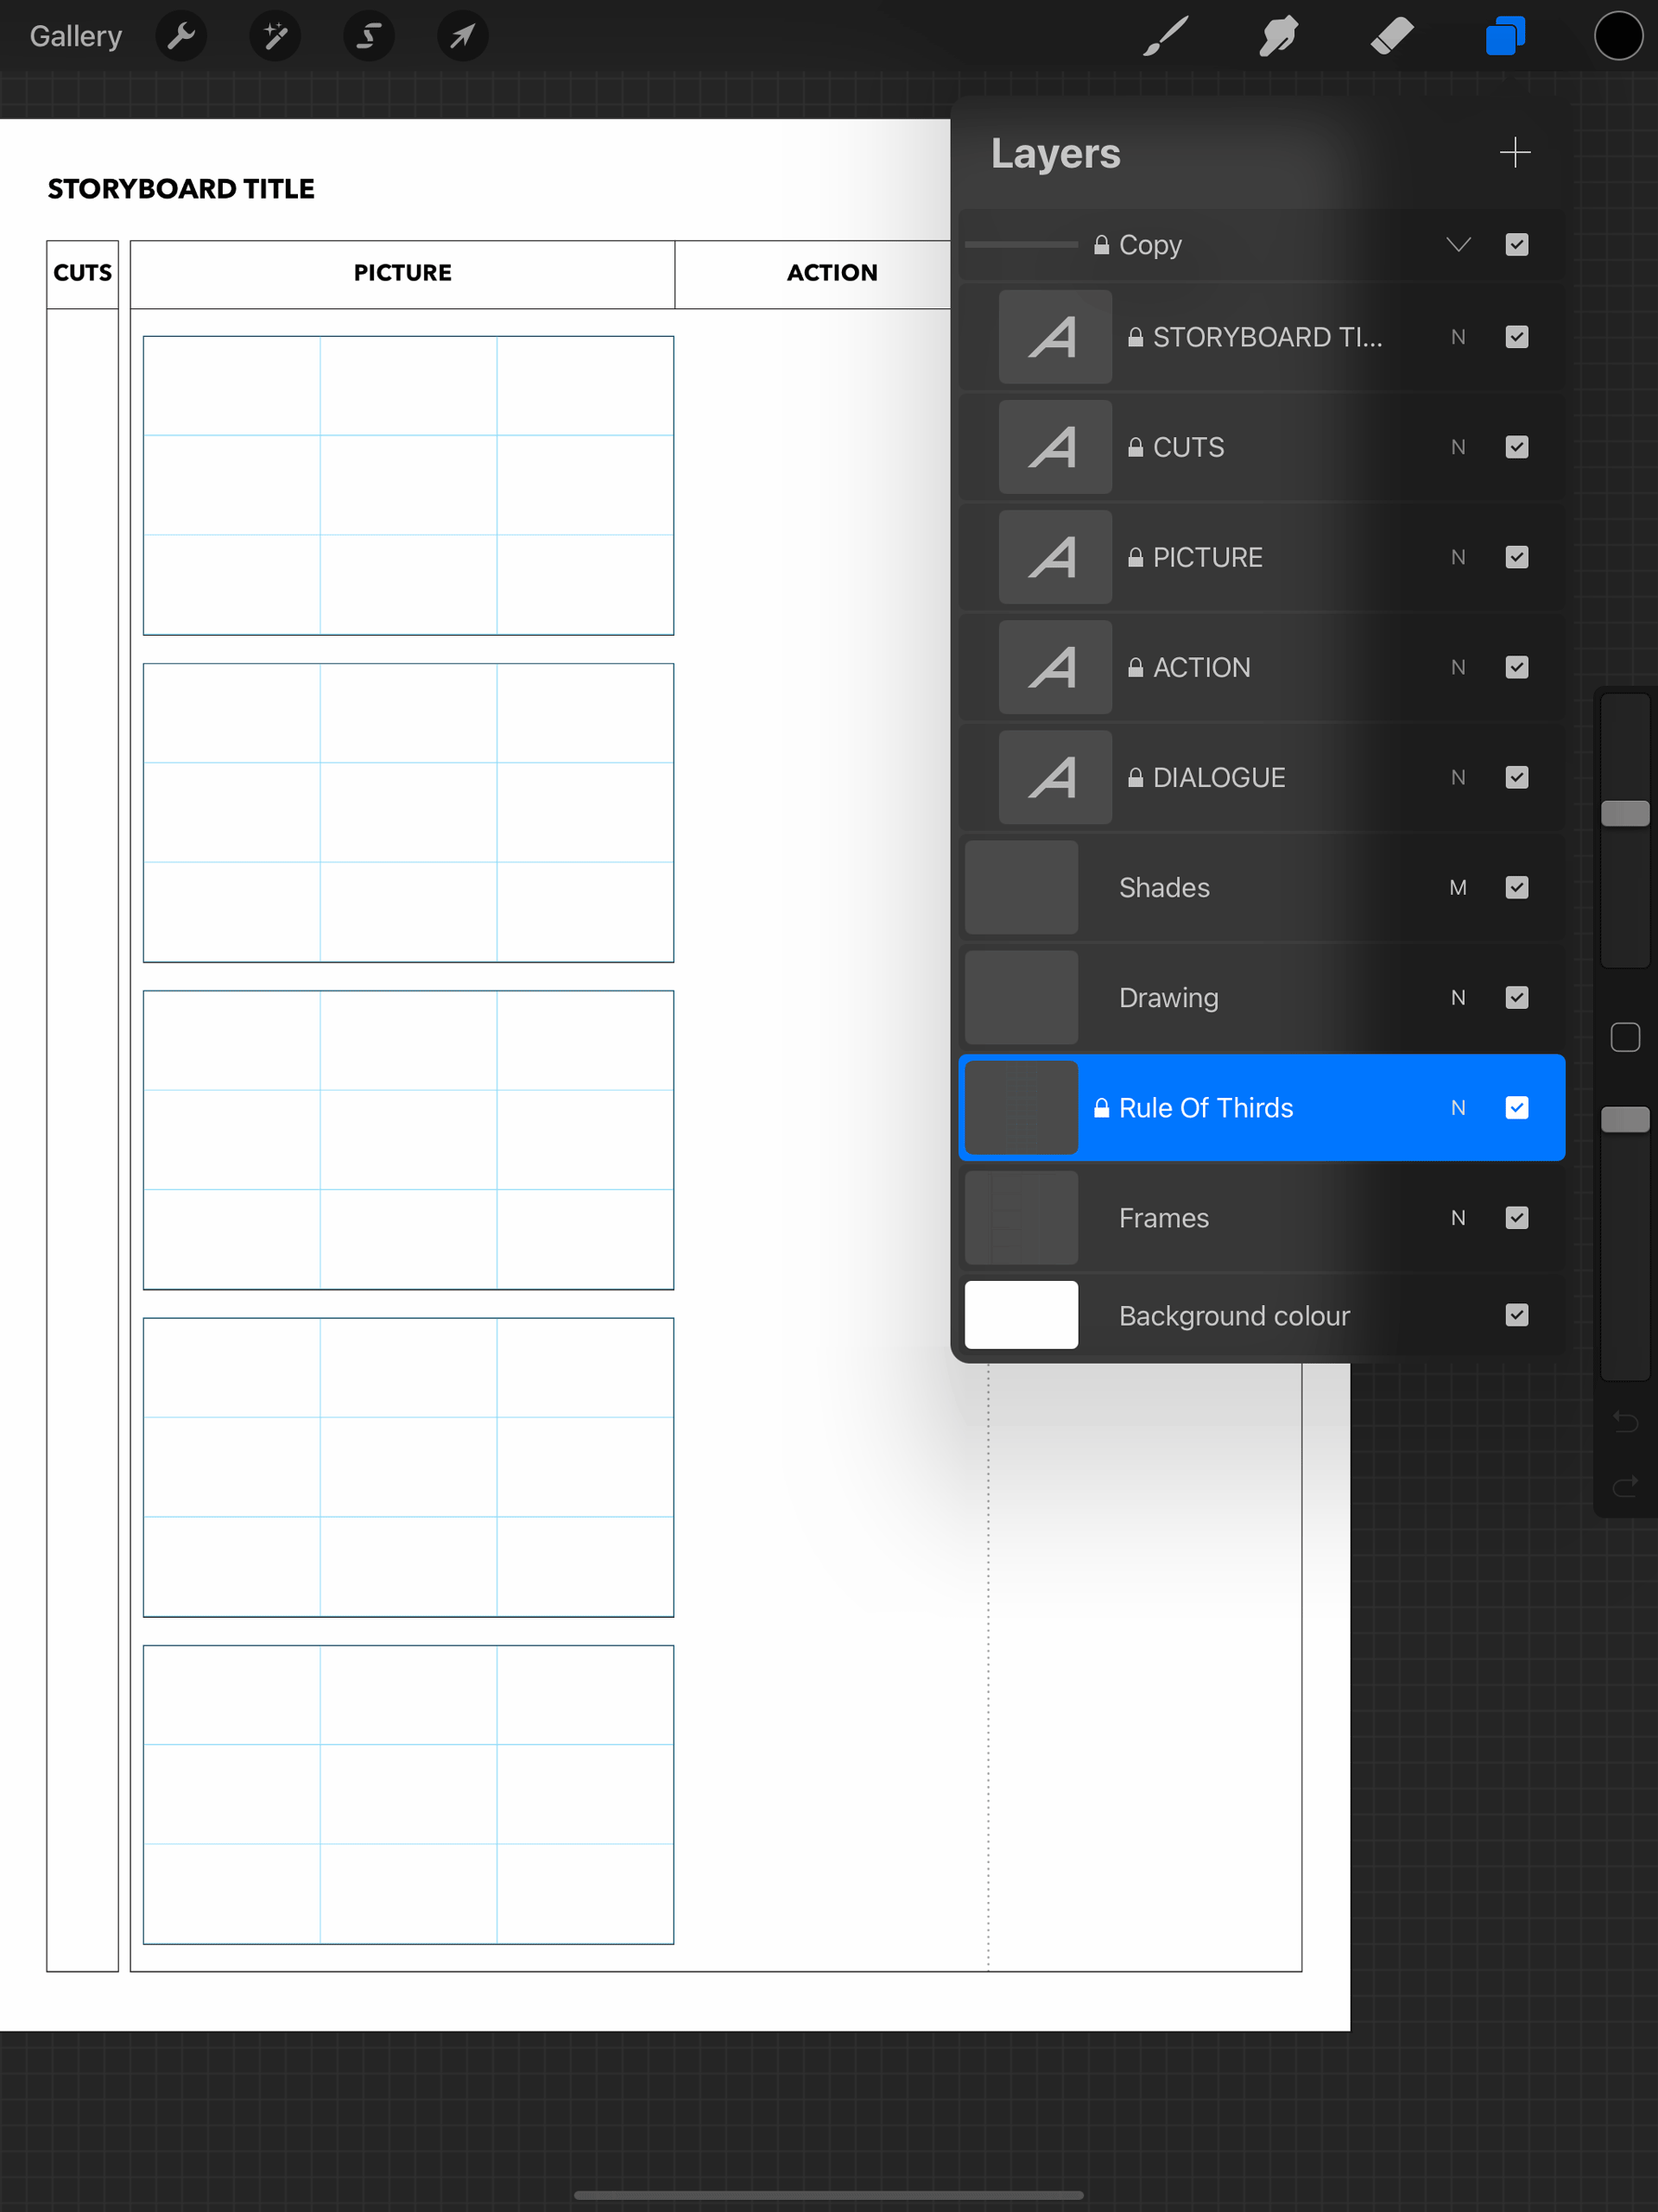 Gallery
STORYBOARD TITLE
CUTS
PICTURE
ACTION
Layers
Copy
A STORYBOARD TI... N
A CUTS N
A PICTURE N
A ACTION N
A DIALOGUE N
Shades M
Drawing N
Rule Of Thirds N
Frames N
Background colour